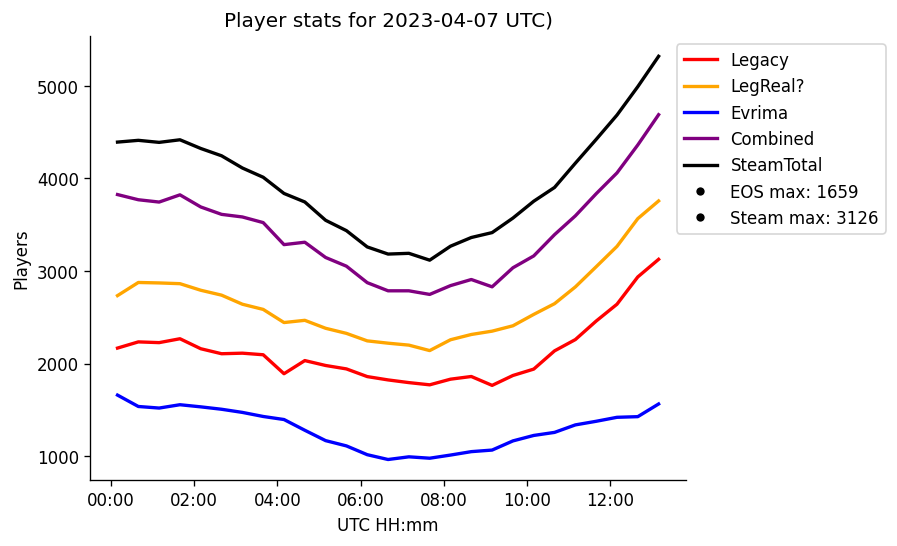 Player stats for 2023-04-07 UTC)
Legacy
LegReal?
Evrima
Combined
SteamTotal
EOS max: 1659
Steam max: 3126
5000
4000
3000
2000
1000
Players
00:00 02:00 04:00 06:00 08:00 10:00 12:00
UTC HH:mm